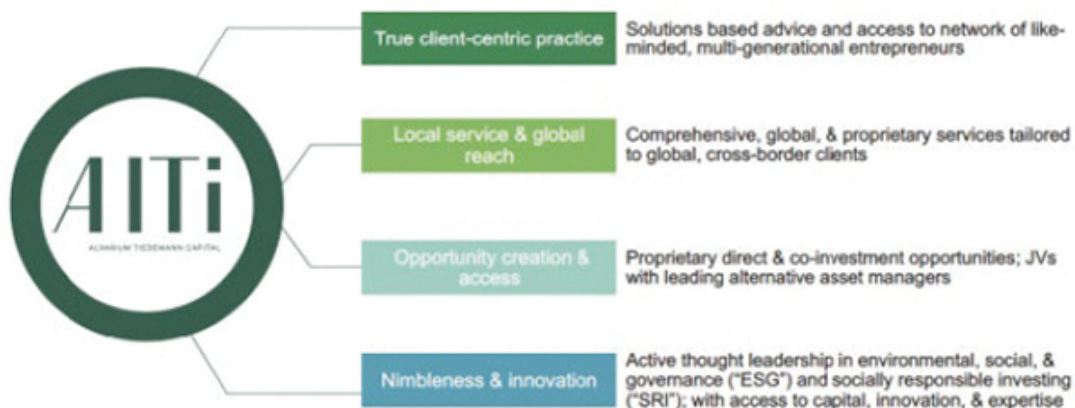 AlTi
ALVARIUM TIEDEMANN CAPITAL
True client-centric practice
Solutions based advice and access to network of like-
minded, multi-generational entrepreneurs
Local service & global
reach
Comprehensive, global, & proprietary services tailored
to global, cross-border clients
Opportunity creation &
access
Proprietary direct & co-investment opportunities; JVs
with leading alternative asset managers
Nimbleness & innovation
Active thought leadership in environmental, social, &
governance (“ESG”) and socially responsible investing
(“SRI”); with access to capital, innovation, & expertise